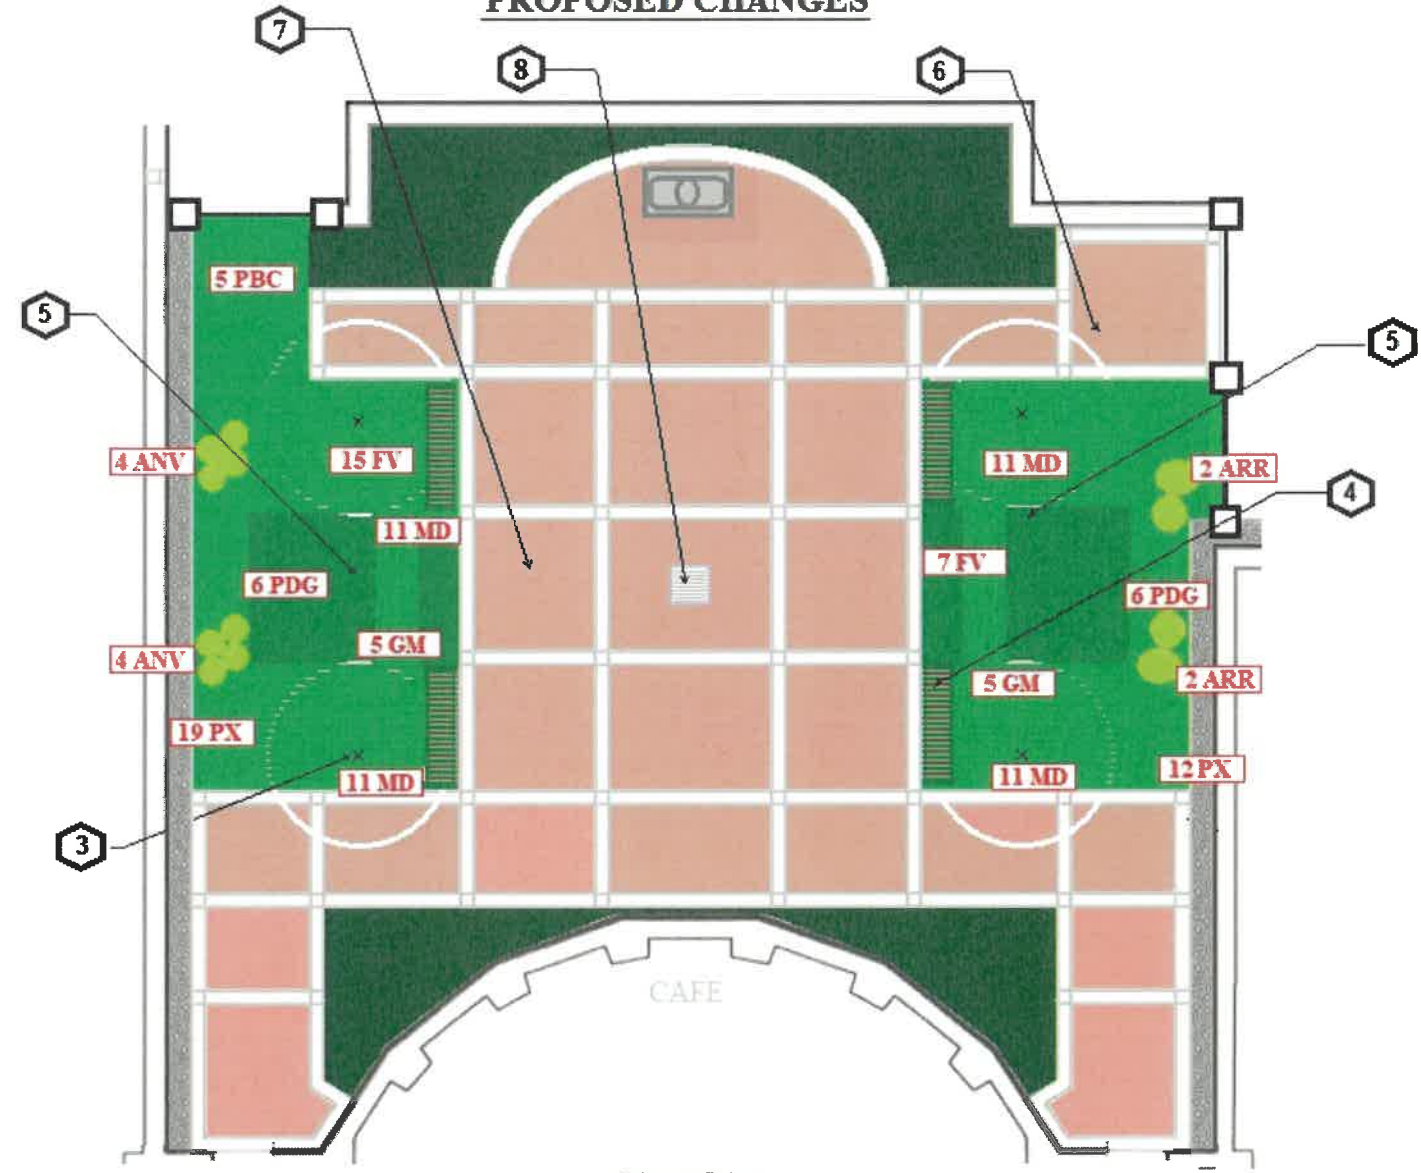 PROPOSED CHANGES
7
8
6
5 PBC
5
5
4 ANV
15 FV
11 MD
2 ARR
4
11 MD
7 FV
6 PDG
6 PDG
5 GM
4 ANV
5 GM
2 ARR
19 PX
11 MD
11 MD
12 PX
3
CAFE